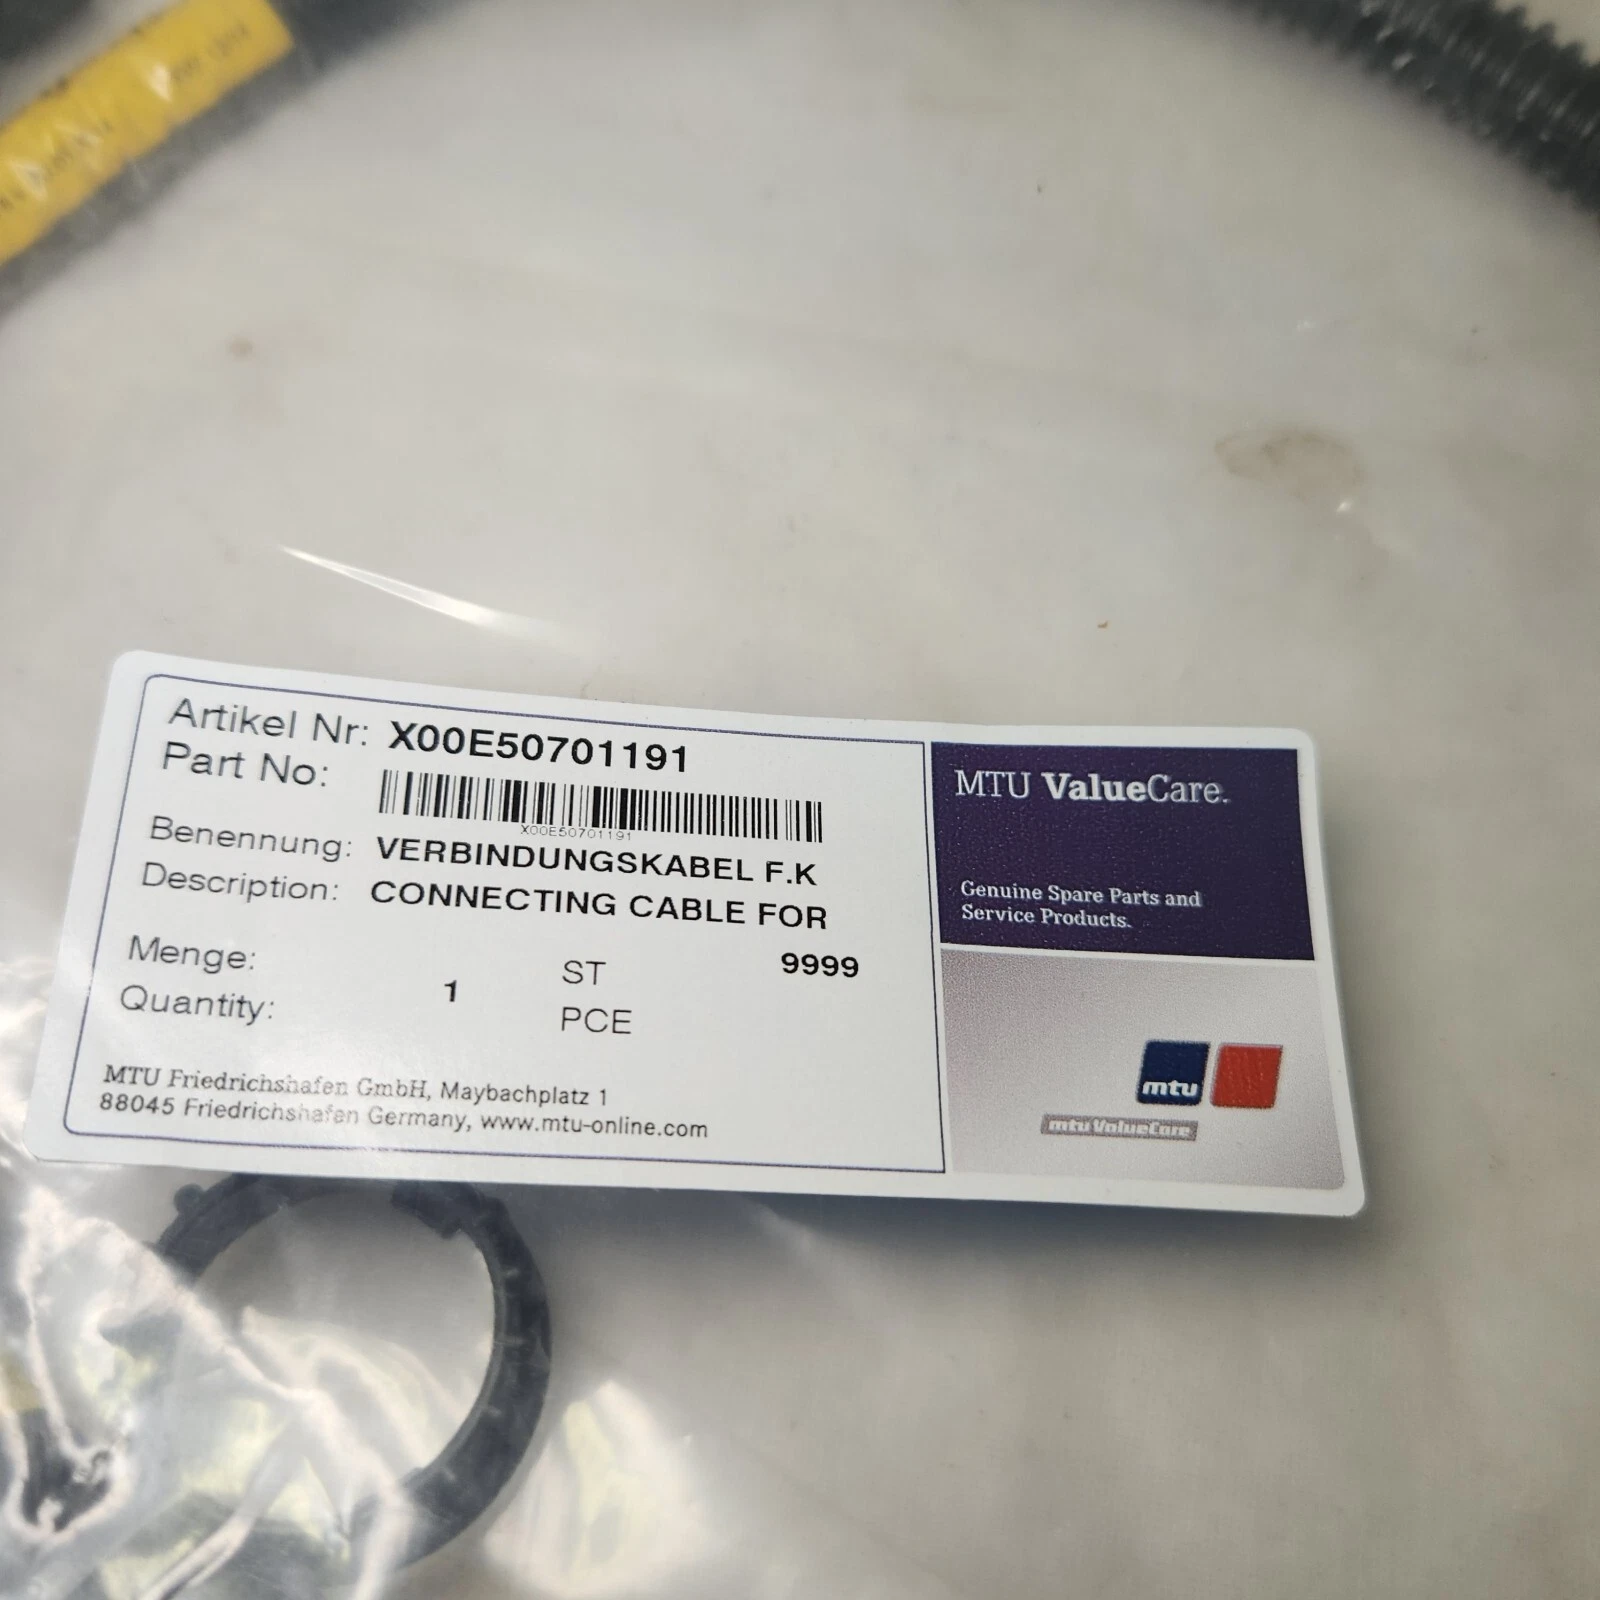 Artikel Nr: X00E50701191
Part No:
X00E50701191
Benennung: VERBINDUNGSKABEL F.K
Description: CONNECTING CABLE FOR
Menge: ST 9999
Quantity: 1 PCE
MTU Friedrichshafen GmbH, Maybachplatz 1
88045 Friedrichshafen Germany, www.mtu-online.com
MTU ValueCare.
Genuine Spare Parts and
Service Products.
mtu
mtu ValueCare